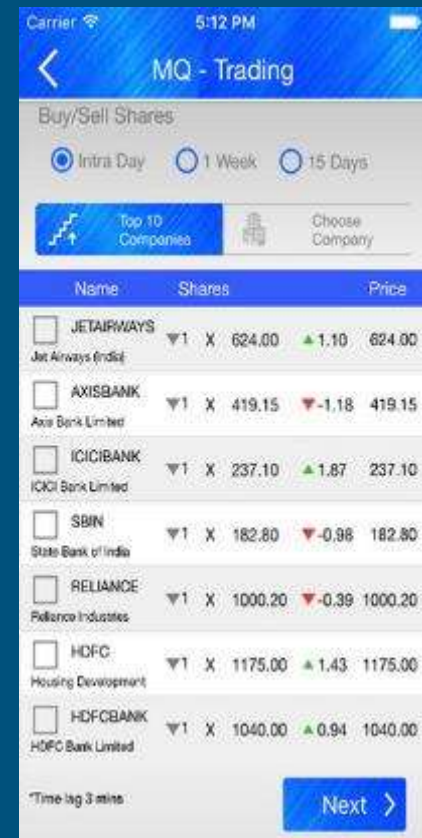 Carrier 5:12 PM
MQ - Trading
Buy/Sell Shares
Intra Day 1 Week 15 Days
Top 10
Companies
Choose
Company
Name Shares Price
JETAIRWAYS ▼1 X 624.00 ▲1.10 624.00
Jet Airways (India)
AXISBANK ▼1 X 419.15 ▼-1.18 419.15
Axis Bank Limited
ICICIBANK ▼1 X 237.10 ▲1.87 237.10
ICICI Bank Limited
SBIN ▼1 X 182.80 ▼-0.98 182.80
State Bank of India
RELIANCE ▼1 X 1000.20 ▼-0.39 1000.20
Reliance Industries
HDFC ▼1 X 1175.00 ▲1.43 1175.00
Housing Development
HDFCBANK ▼1 X 1040.00 ▲0.94 1040.00
HDFC Bank Limited
*Time lag 3 mins
Next >